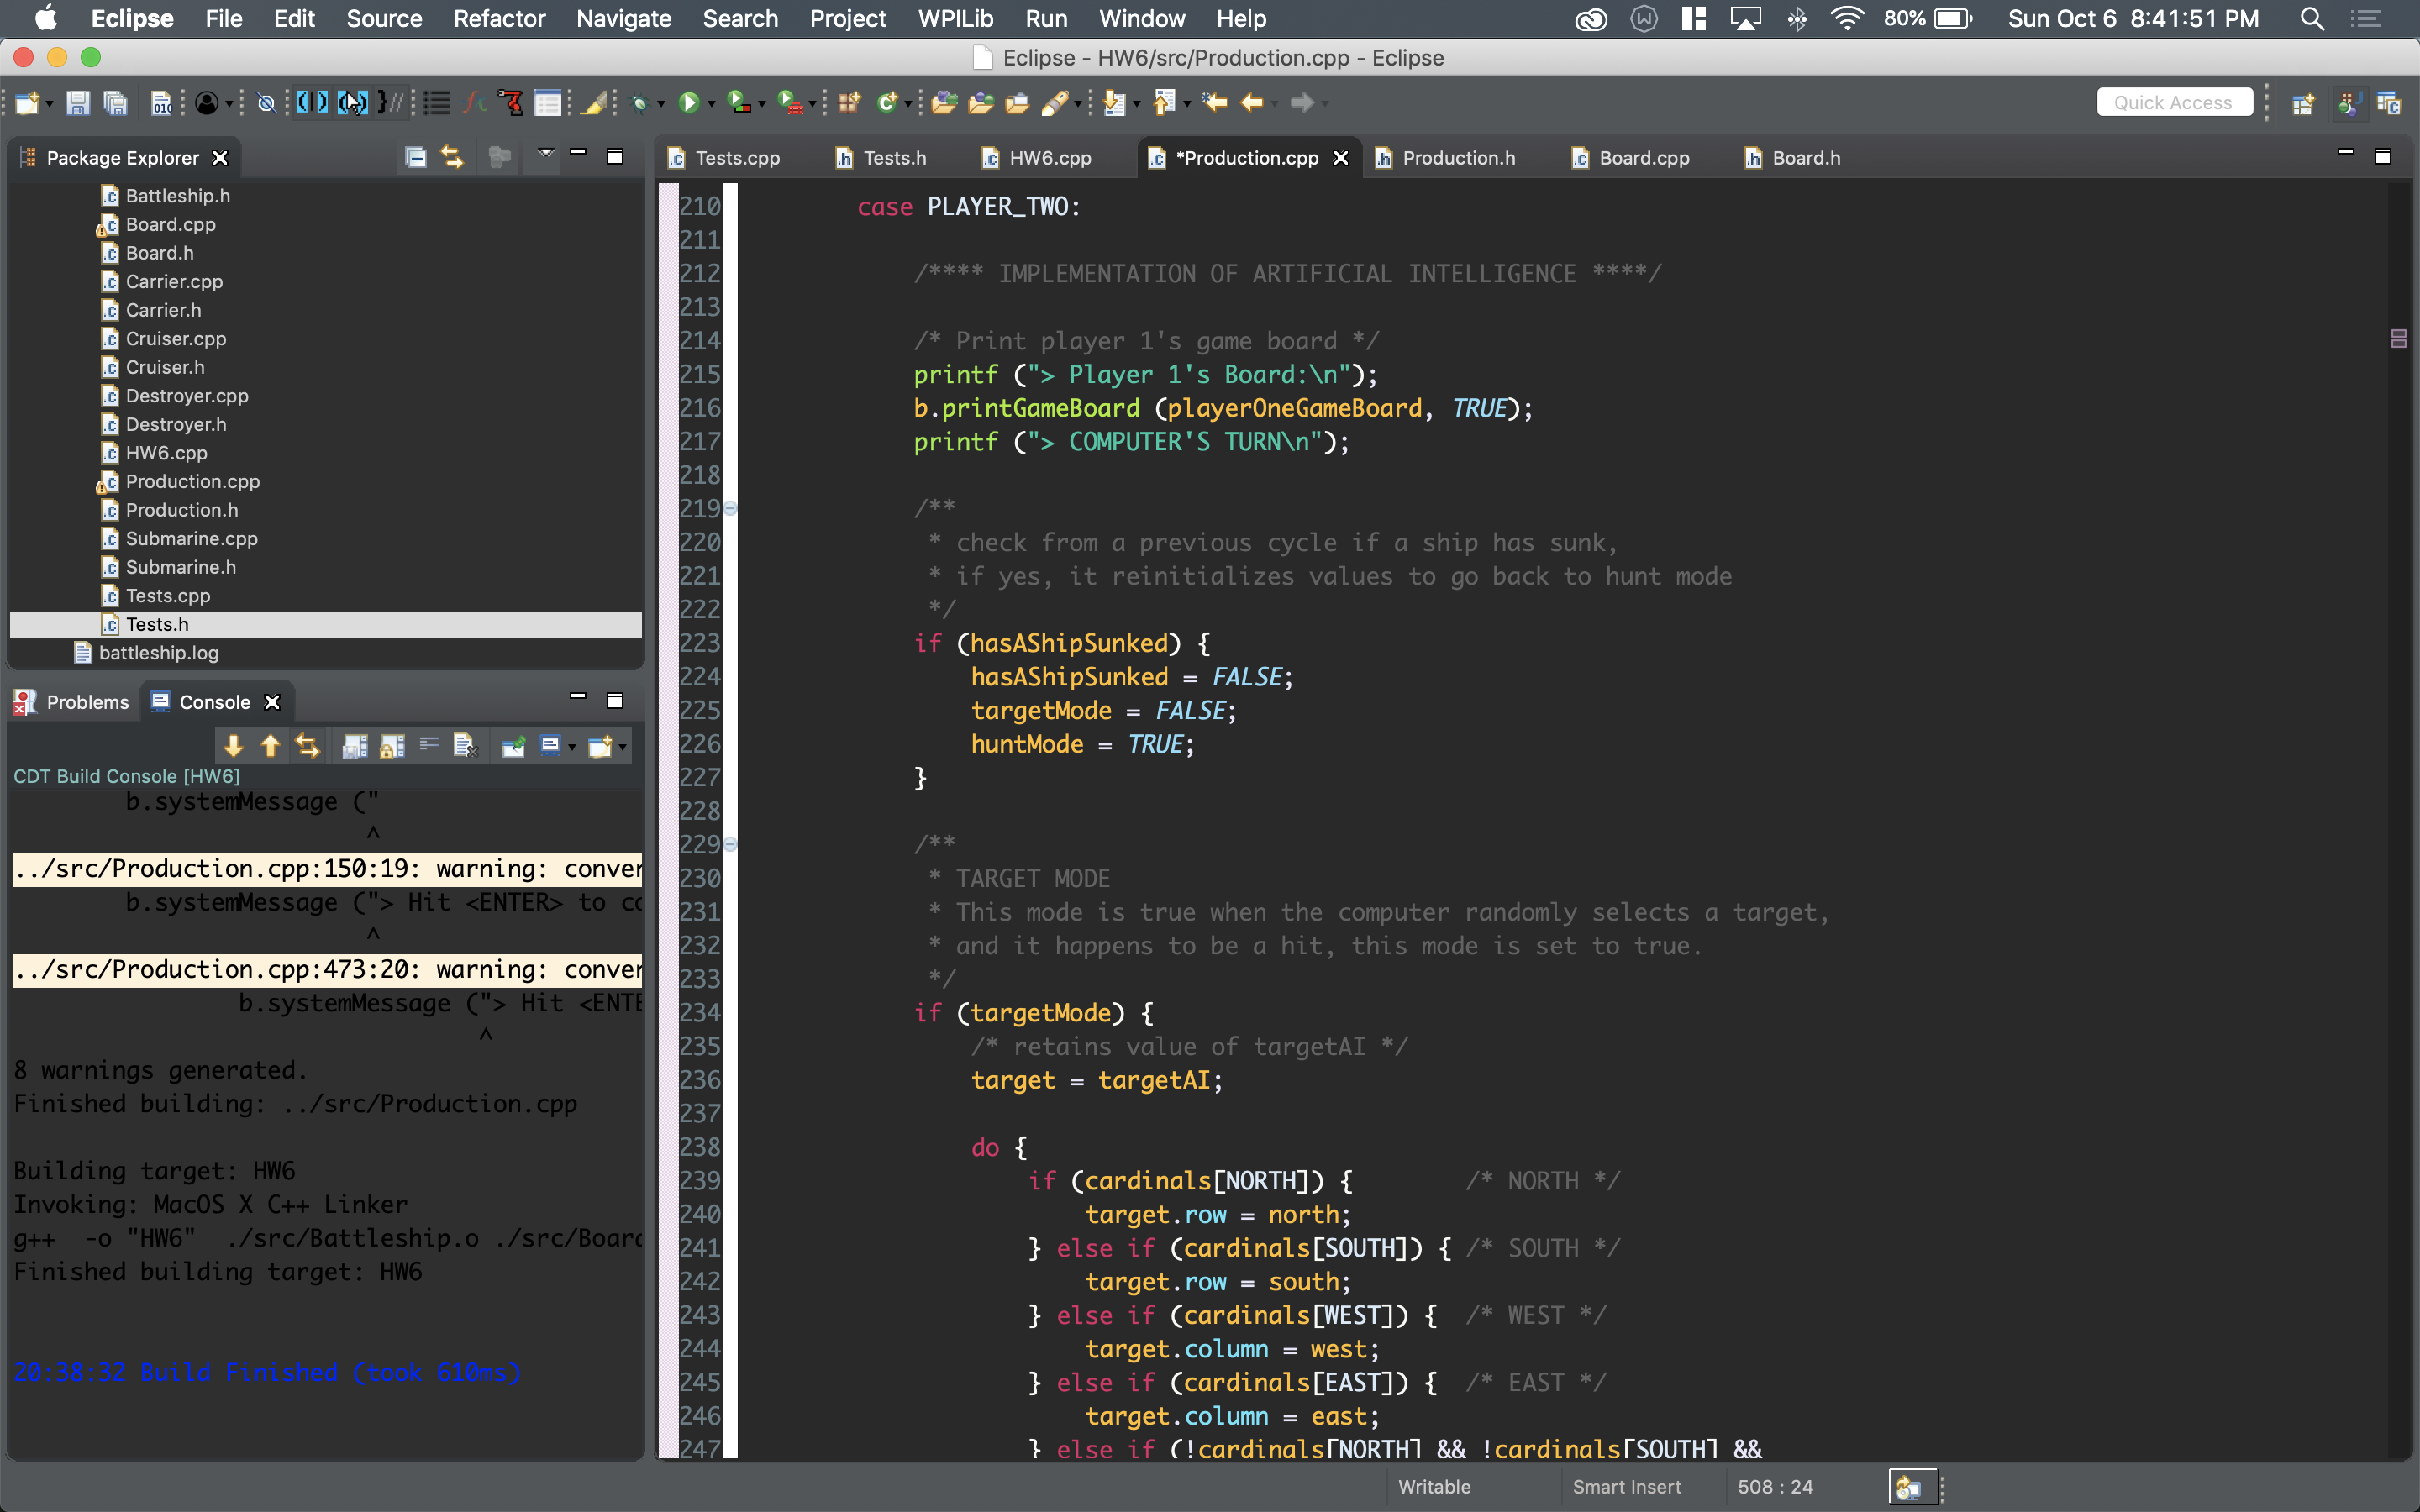 Eclipse File Edit Source Refactor Navigate Search Project WPILib Run Window Help 80% Sun Oct 6 8:41:51 PM
Eclipse - HW6/src/Production.cpp - Eclipse
Quick Access
Package Explorer
Battleship.h
Board.cpp
Board.h
Carrier.cpp
Carrier.h
Cruiser.cpp
Cruiser.h
Destroyer.cpp
Destroyer.h
HW6.cpp
Production.cpp
Production.h
Submarine.cpp
Submarine.h
Tests.cpp
Tests.h
battleship.log
Problems Console
CDT Build Console [HW6]
b.systemMessage ("
^
../src/Production.cpp:150:19: warning: conver
b.systemMessage ("> Hit <ENTER> to co
^
../src/Production.cpp:473:20: warning: conver
b.systemMessage ("> Hit <ENTE
^
8 warnings generated.
Finished building: ../src/Production.cpp
Building target: HW6
Invoking: MacOS X C++ Linker
g++ -o "HW6" ./src/Battleship.o ./src/Board
Finished building target: HW6
20:38:32 Build Finished (took 610ms)
Tests.cpp Tests.h HW6.cpp *Production.cpp Production.h Board.cpp Board.h
210 case PLAYER_TWO:
211
212 /**** IMPLEMENTATION OF ARTIFICIAL INTELLIGENCE ****/
213
214 /* Print player 1's game board */
215 printf ("> Player 1's Board:\n");
216 b.printGameBoard (playerOneGameBoard, TRUE);
217 printf ("> COMPUTER'S TURN\n");
218
219 /**
220 * check from a previous cycle if a ship has sunk,
221 * if yes, it reinitializes values to go back to hunt mode
222 */
223 if (hasAShipSunked) {
224 hasAShipSunked = FALSE;
225 targetMode = FALSE;
226 huntMode = TRUE;
227 }
228
229 /**
230 * TARGET MODE
231 * This mode is true when the computer randomly selects a target,
232 * and it happens to be a hit, this mode is set to true.
233 */
234 if (targetMode) {
235 /* retains value of targetAI */
236 target = targetAI;
237
238 do {
239 if (cardinals[NORTH]) { /* NORTH */
240 target.row = north;
241 } else if (cardinals[SOUTH]) { /* SOUTH */
242 target.row = south;
243 } else if (cardinals[WEST]) { /* WEST */
244 target.column = west;
245 } else if (cardinals[EAST]) { /* EAST */
246 target.column = east;
247 } else if (!cardinals[NORTH] && !cardinals[SOUTH] &&
Writable Smart Insert 508 : 24